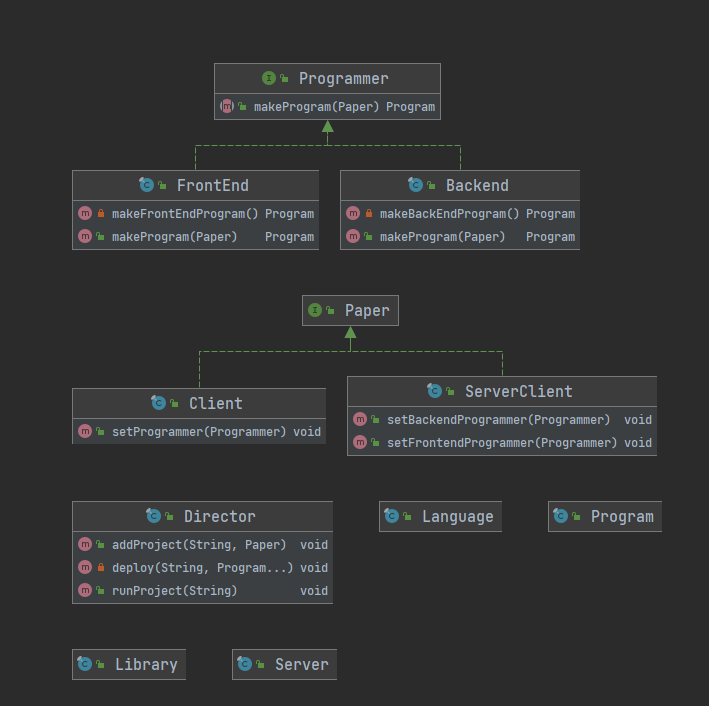 Programmer
makeProgram(Paper) Program
FrontEnd
makeFrontEndProgram() Program
makeProgram(Paper) Program
Backend
makeBackEndProgram() Program
makeProgram(Paper) Program
Paper
Client
setProgrammer(Programmer) void
ServerClient
setBackendProgrammer(Programmer) void
setFrontendProgrammer(Programmer) void
Director
addProject(String, Paper) void
deploy(String, Program...) void
runProject(String) void
Language
Program
Library
Server